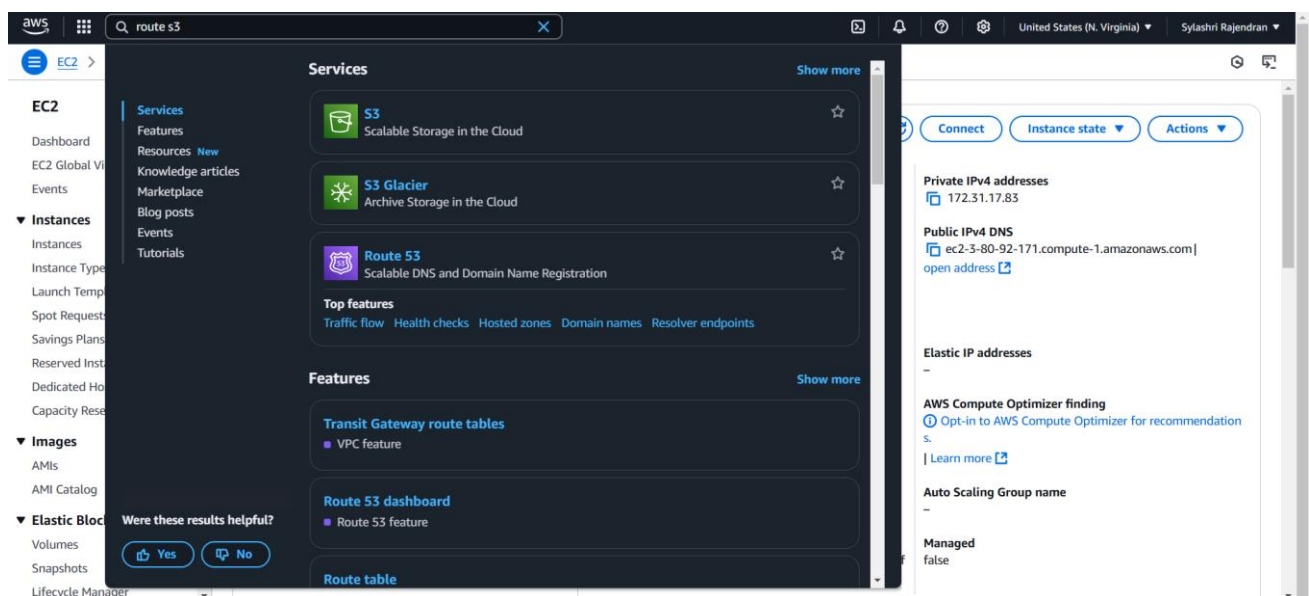 aws
route s3
United States (N. Virginia)
Sylashri Rajendran
EC2
EC2
Dashboard
EC2 Global Vi
Events
Instances
Instances
Instance Type
Launch Templ
Spot Requests
Savings Plans
Reserved Inst
Dedicated Ho
Capacity Rese
Images
AMIs
AMI Catalog
Elastic Bloc
Volumes
Snapshots
Lifecycle Manager
Services
Features
Resources New
Knowledge articles
Marketplace
Blog posts
Events
Tutorials
Were these results helpful?
Yes
No
Services
Show more
S3
Scalable Storage in the Cloud
S3 Glacier
Archive Storage in the Cloud
53
Route 53
Scalable DNS and Domain Name Registration
Top features
Traffic flow Health checks Hosted zones Domain names Resolver endpoints
Features
Show more
Transit Gateway route tables
VPC feature
Route 53 dashboard
Route 53 feature
Route table
Connect
Instance state
Actions
Private IPv4 addresses
172.31.17.83
Public IPv4 DNS
ec2-3-80-92-171.compute-1.amazonaws.com|
open address
Elastic IP addresses
–
AWS Compute Optimizer finding
Opt-in to AWS Compute Optimizer for recommendation
s.
| Learn more
Auto Scaling Group name
–
Managed
false